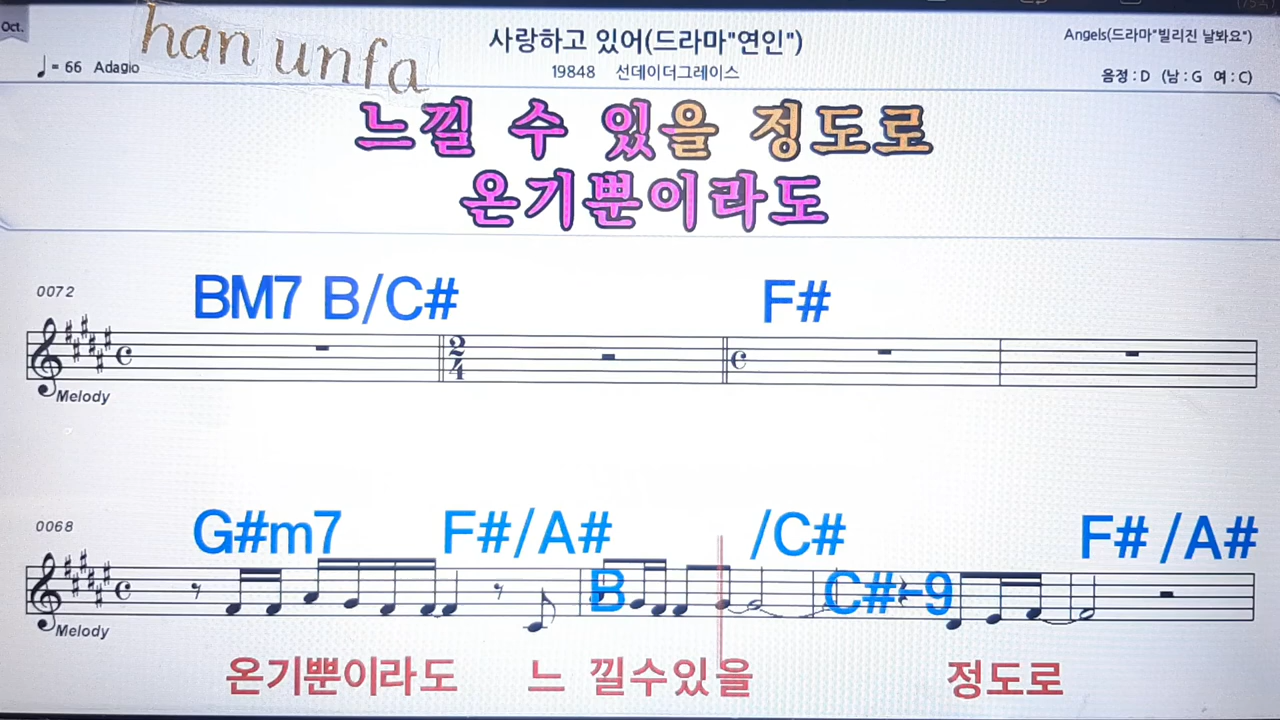 Oct.
han unfa
사랑하고 있어(드라마"연인")
Angels(드라마"빌리진 날봐요")
♩= 66 Adagio
19848 선데이더그레이스
음정 : D (남 : G 여 : C)
느낄 수 있을 정도로
온기뿐이라도
0072
BM7 B/C# F#
2
4
Melody
0068
G#m7 F#/A# /C# F# /A#
B C#-9
Melody
온기뿐이라도 느 낄수있을 정도로